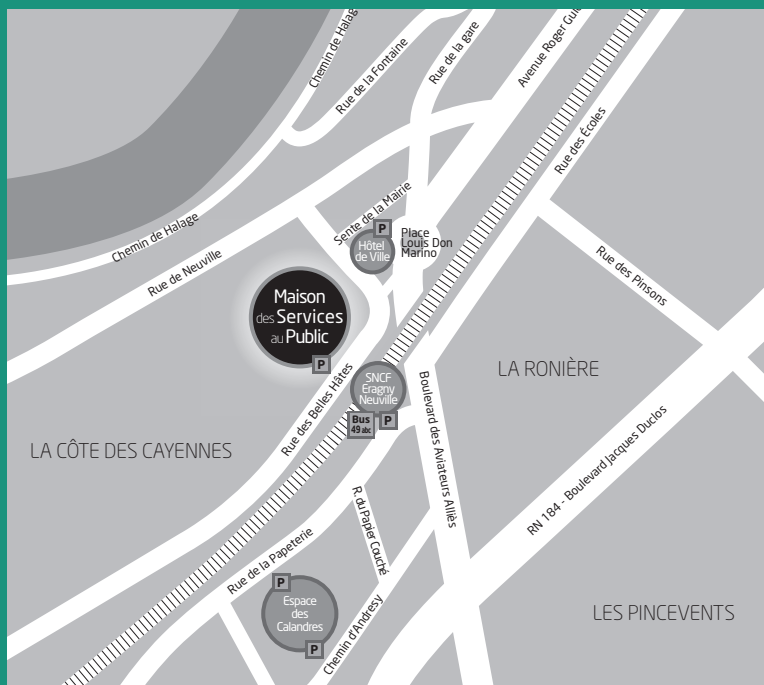 Chemin de Halage
Rue de la Fontaine
Rue de la gare
Avenue Roger
Rue des Écoles
Sente de la Mairie
P
Hôtel
de Ville
Place
Louis Don
Marino
Chemin de Halage
Rue de Neuville
Rue des Pinsons
Maison
des Services
au Public
P
SNCF
Eragny
Neuville
Bus
49 abc
P
LA RONIÈRE
Rue des Belles Hâtes
Boulevard des Aviateurs Alliès
LA CÔTE DES CAYENNES
RN 184 - Boulevard Jacques Duclos
R. du Papier Couché
Rue de la Papeterie
P
Espace
des
Calandres
P
Chemin d'Andresy
LES PINCEVENTS